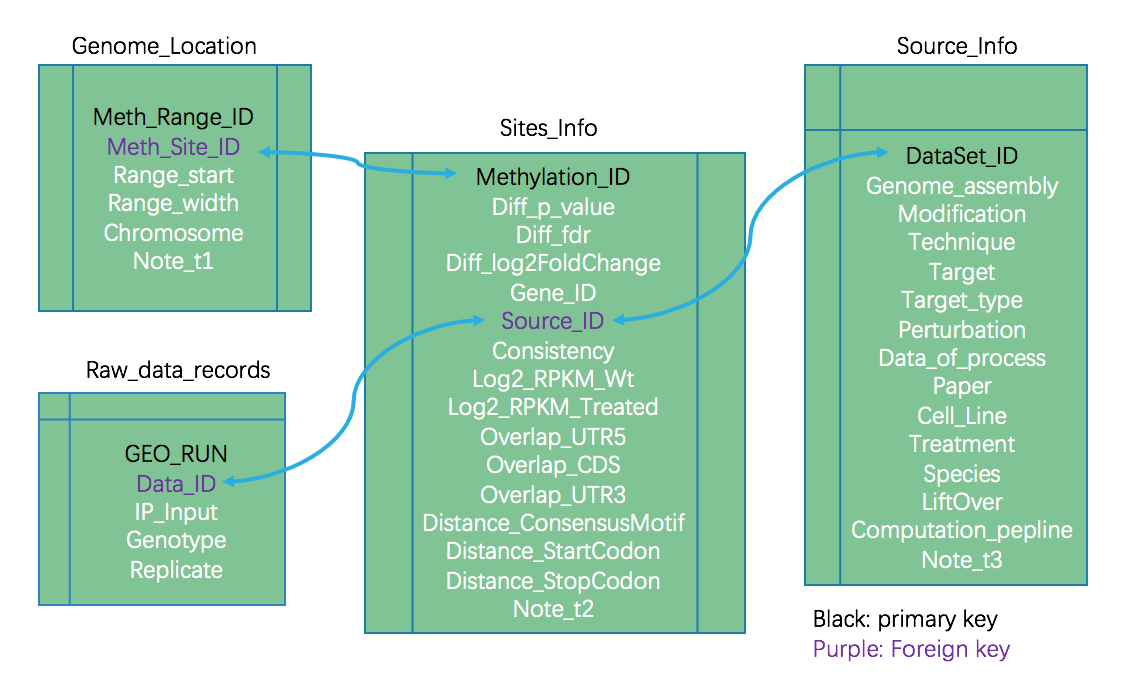 Genome_Location
Meth_Range_ID
Meth_Site_ID
Range_start
Range_width
Chromosome
Note_t1
Raw_data_records
GEO_RUN
Data_ID
IP_Input
Genotype
Replicate
Sites_Info
Methylation_ID
Diff_p_value
Diff_fdr
Diff_log2FoldChange
Gene_ID
Source_ID
Consistency
Log2_RPKM_Wt
Log2_RPKM_Treated
Overlap_UTR5
Overlap_CDS
Overlap_UTR3
Distance_ConsensusMotif
Distance_StartCodon
Distance_StopCodon
Note_t2
Source_Info
DataSet_ID
Genome_assembly
Modification
Technique
Target
Target_type
Perturbation
Data_of_process
Paper
Cell_Line
Treatment
Species
LiftOver
Computation_pepline
Note_t3
Black: primary key
Purple: Foreign key